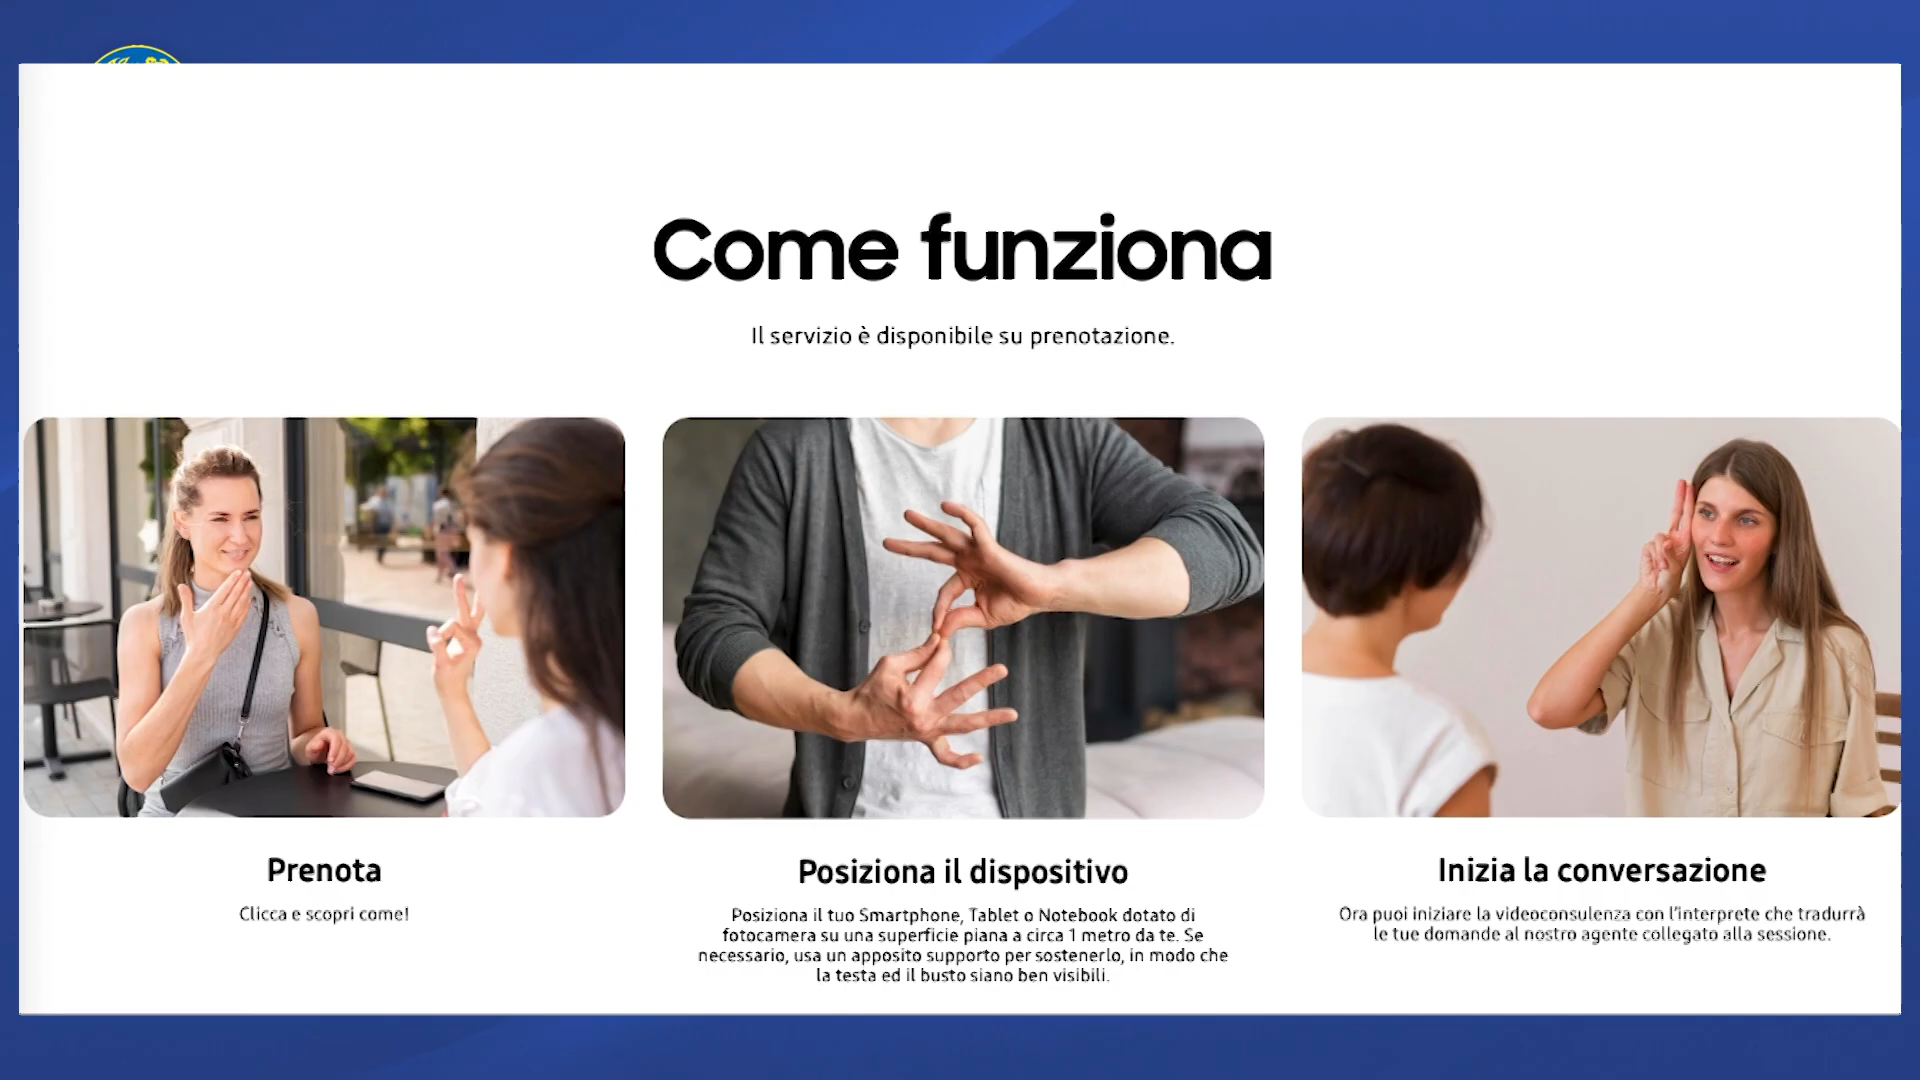 Come funziona
Il servizio è disponibile su prenotazione.
Prenota
Clicca e scopri come!
Posiziona il dispositivo
Posiziona il tuo Smartphone, Tablet o Notebook dotato di
fotocamera su una superficie piana a circa 1 metro da te. Se
necessario, usa un apposito supporto per sostenerlo, in modo che
la testa ed il busto siano ben visibili.
Inizia la conversazione
Ora puoi iniziare la videoconsulenza con l'interprete che tradurrà
le tue domande al nostro agente collegato alla sessione.